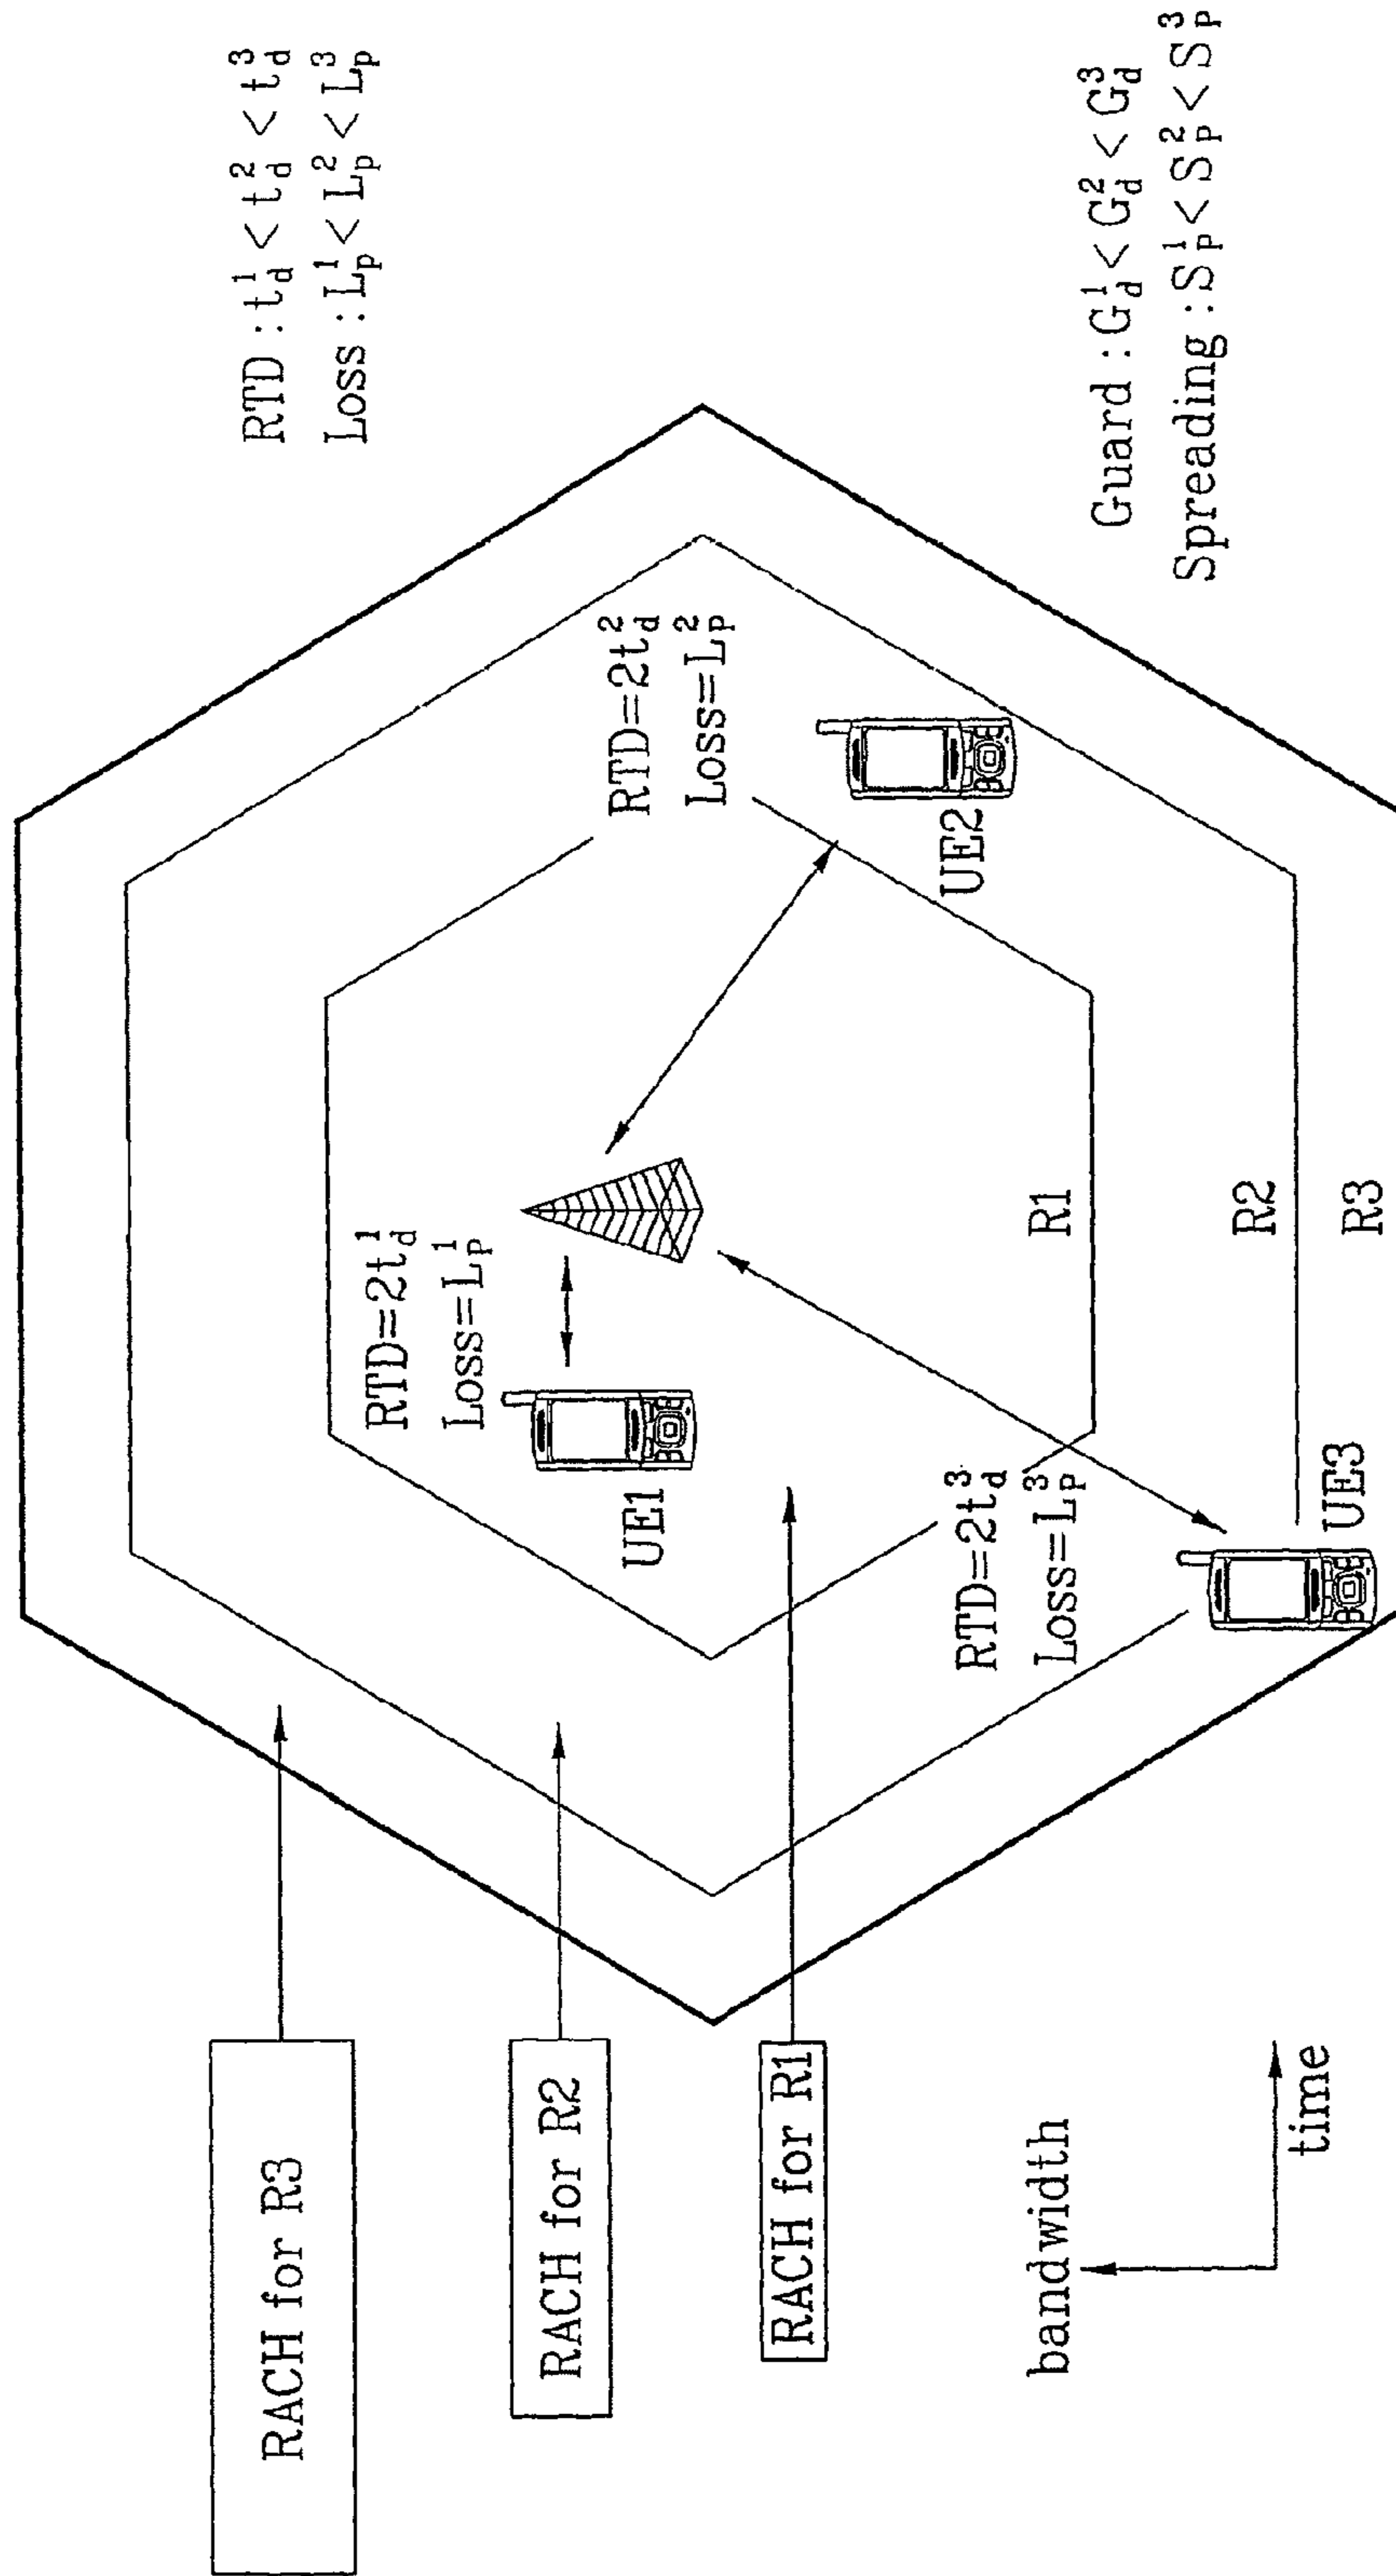 RACH for R3
RACH for R2
RACH for R1
bandwidth
time
RTD=2t_d^1
Loss=L_p^1
UE1
RTD=2t_d^2
Loss=L_p^2
UE2
RTD=2t_d^3
Loss=L_p^3
UE3
R1
R2
R3
RTD : t_d^1 < t_d^2 < t_d^3
Loss : L_p^1 < L_p^2 < L_p^3
Guard : G_d^1 < G_d^2 < G_d^3
Spreading : S_p^1 < S_p^2 < S_p^3